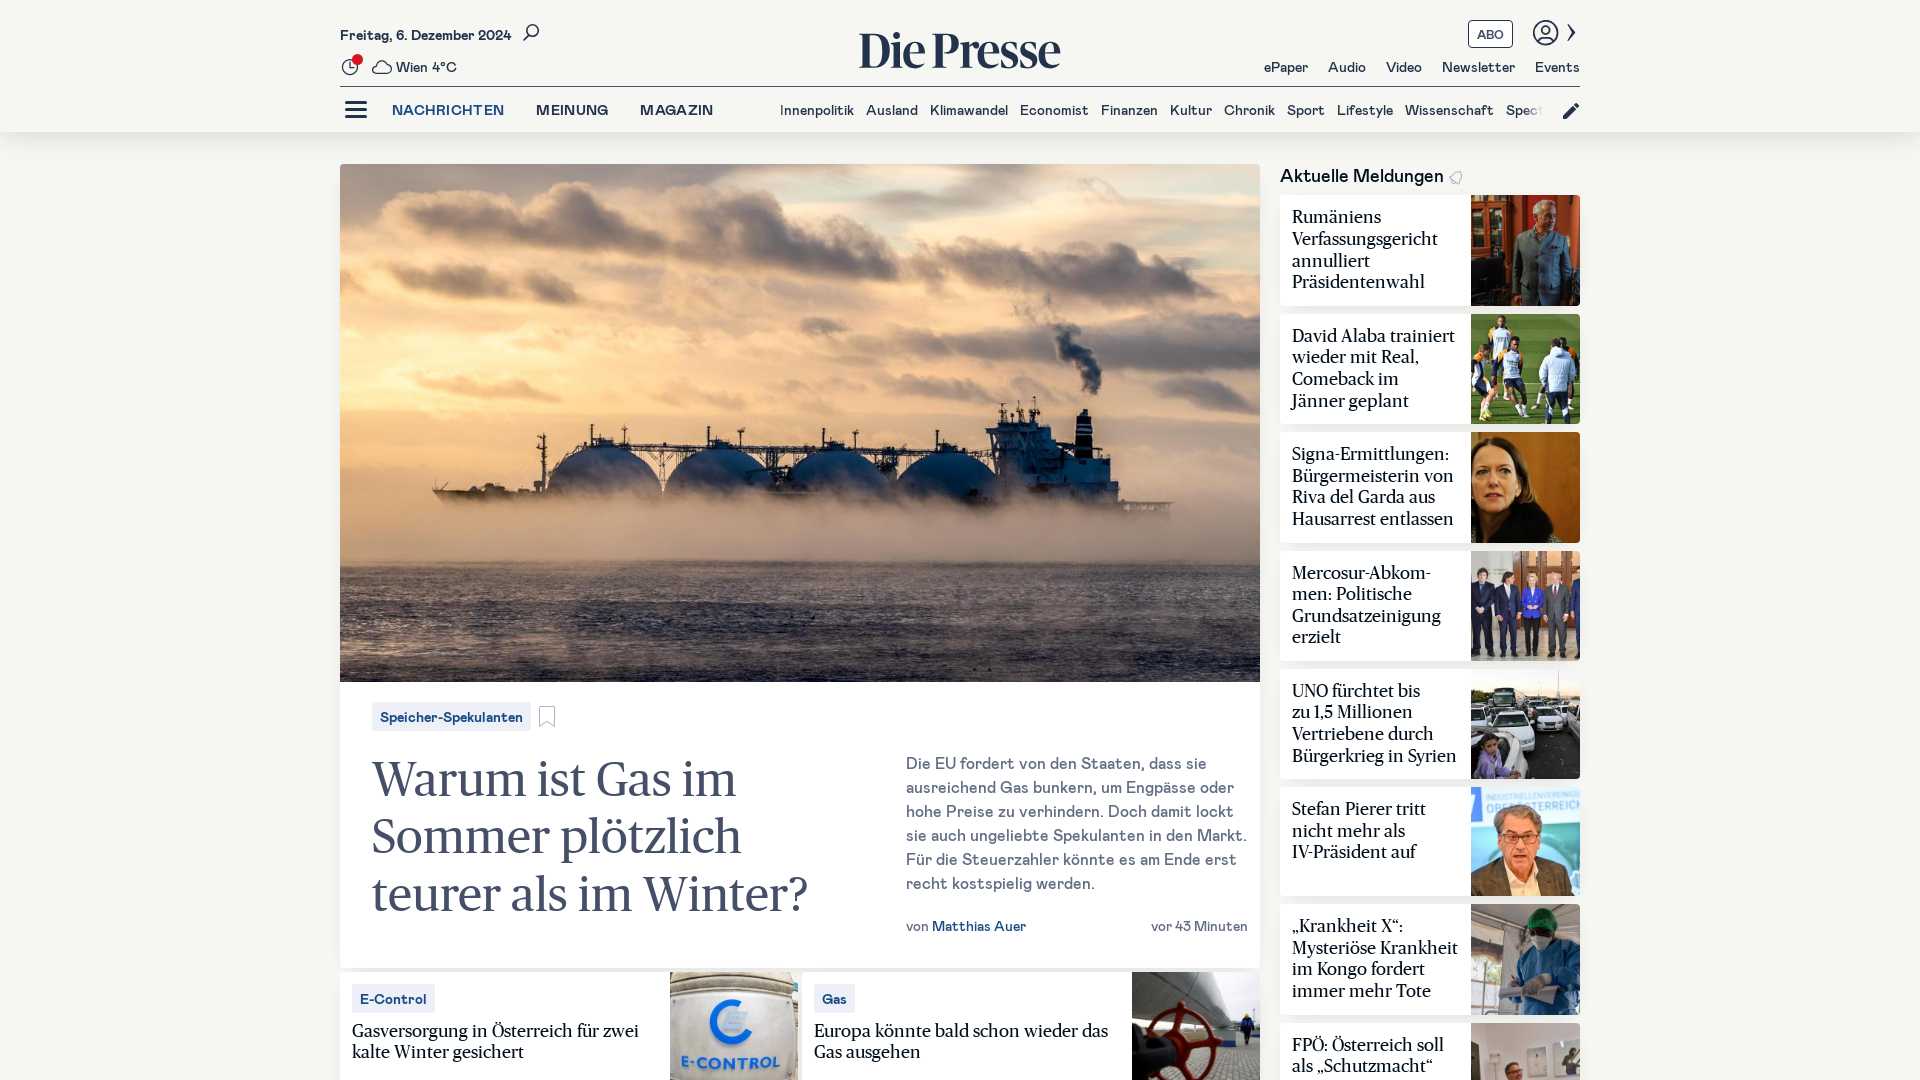 Freitag, 6. Dezember 2024
Wien 4°C
Die Presse
ABO
ePaper Audio Video Newsletter Events
NACHRICHTEN MEINUNG MAGAZIN
Innenpolitik Ausland Klimawandel Economist Finanzen Kultur Chronik Sport Lifestyle Wissenschaft Spect
Speicher-Spekulanten
Warum ist Gas im
Sommer plötzlich
teurer als im Winter?
Die EU fordert von den Staaten, dass sie
ausreichend Gas bunkern, um Engpässe oder
hohe Preise zu verhindern. Doch damit lockt
sie auch ungeliebte Spekulanten in den Markt.
Für die Steuerzahler könnte es am Ende erst
recht kostspielig werden.
von Matthias Auer
vor 43 Minuten
E-Control
Gasversorgung in Österreich für zwei
kalte Winter gesichert
E-CONTROL
Gas
Europa könnte bald schon wieder das
Gas ausgehen
Aktuelle Meldungen
Rumäniens
Verfassungsgericht
annulliert
Präsidentenwahl
David Alaba trainiert
wieder mit Real,
Comeback im
Jänner geplant
Signa-Ermittlungen:
Bürgermeisterin von
Riva del Garda aus
Hausarrest entlassen
Mercosur-Abkom-
men: Politische
Grundsatzeinigung
erzielt
UNO fürchtet bis
zu 1,5 Millionen
Vertriebene durch
Bürgerkrieg in Syrien
Stefan Pierer tritt
nicht mehr als
IV-Präsident auf
INDUSTRIELLENVEREINIG
OBERÖSTERREICH
„Krankheit X“:
Mysteriöse Krankheit
im Kongo fordert
immer mehr Tote
FPÖ: Österreich soll
als „Schutzmacht“